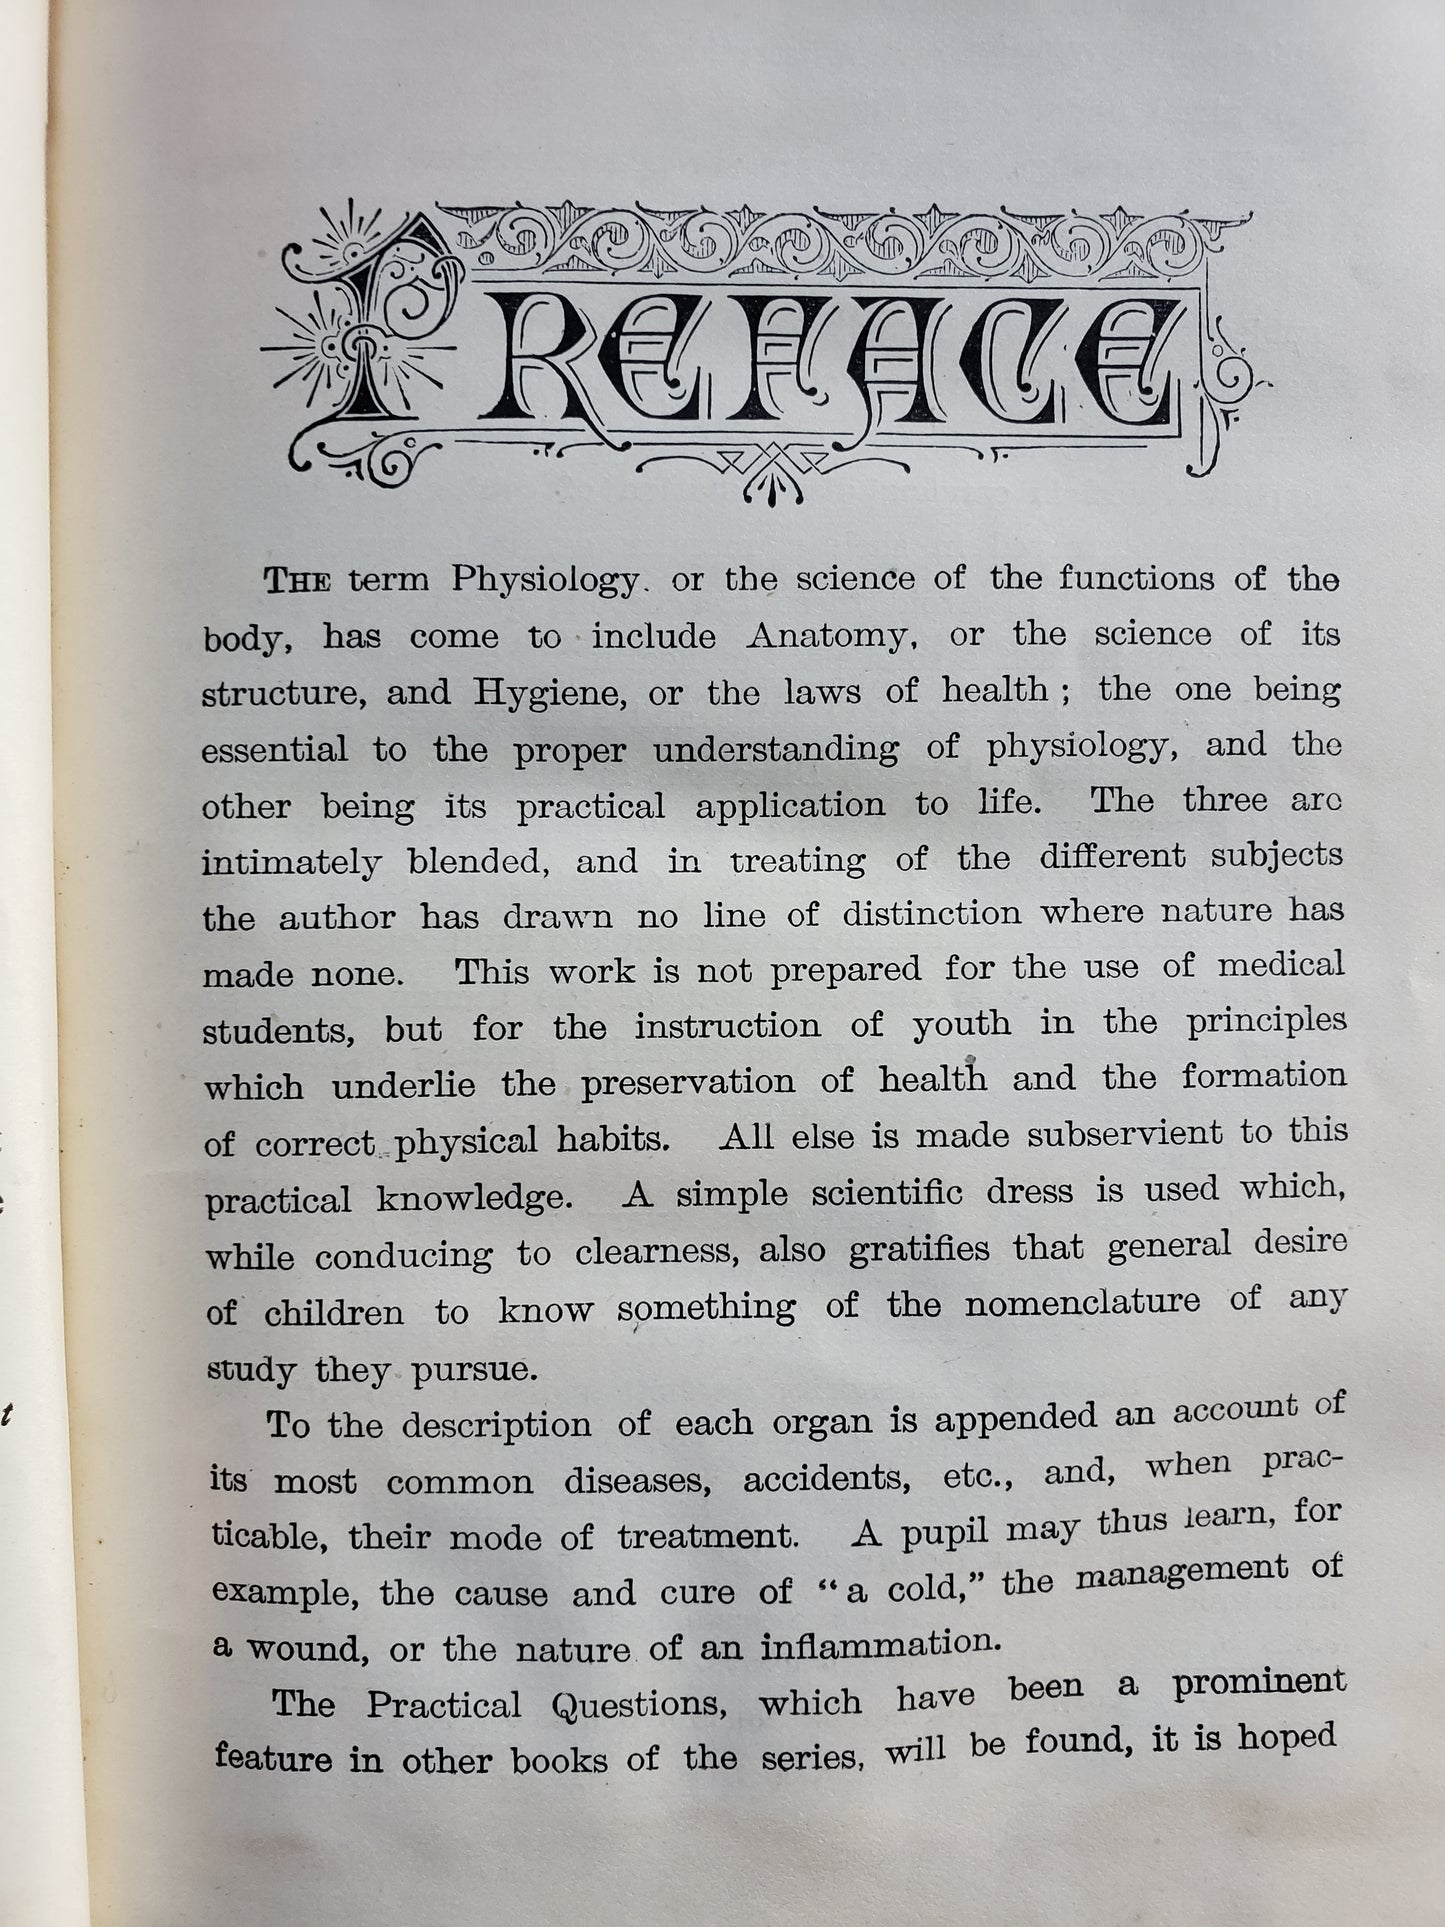 PREFACE
THE term Physiology, or the science of the functions of the
body, has come to include Anatomy, or the science of its
structure, and Hygiene, or the laws of health ; the one being
essential to the proper understanding of physiology, and the
other being its practical application to life. The three are
intimately blended, and in treating of the different subjects
the author has drawn no line of distinction where nature has
made none. This work is not prepared for the use of medical
students, but for the instruction of youth in the principles
which underlie the preservation of health and the formation
of correct physical habits. All else is made subservient to this
practical knowledge. A simple scientific dress is used which,
while conducing to clearness, also gratifies that general desire
of children to know something of the nomenclature of any
study they pursue.
To the description of each organ is appended an account of
its most common diseases, accidents, etc., and, when prac-
ticable, their mode of treatment. A pupil may thus learn, for
example, the cause and cure of “a cold,” the management of
a wound, or the nature of an inflammation.
The Practical Questions, which have been a prominent
feature in other books of the series, will be found, it is hoped